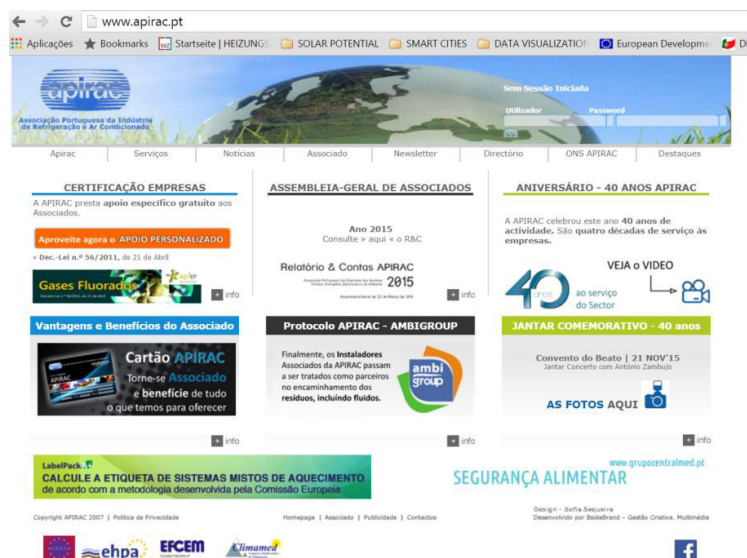 www.apirac.pt
Aplicações Bookmarks Startseite | HEIZUNGS SOLAR POTENTIAL SMART CITIES DATA VISUALIZATION European Developme
apirac
Associação Portuguesa da Indústria
de Refrigeração e Ar Condicionado
Sem Sessão Iniciada
Utilizador Password
>>
Apirac Serviços Notícias Associado Newsletter Directório ONS APIRAC Destaques
CERTIFICAÇÃO EMPRESAS
A APIRAC presta apoio específico gratuito aos
Associados.
Aproveite agora o APOIO PERSONALIZADO
» Dec.-Lei n.º 56/2011, de 21 de Abril
Gases Fluorados
+ info
ASSEMBLEIA-GERAL DE ASSOCIADOS
Ano 2015
Consulte » aqui « o R&C
Relatório & Contas APIRAC
2015
+ info
ANIVERSÁRIO - 40 ANOS APIRAC
A APIRAC celebrou este ano 40 anos de
actividade. São quatro décadas de serviço às
empresas.
VEJA o VIDEO
40 anos
ao serviço
do Sector
Vantagens e Benefícios do Associado
Cartão APIRAC
Torne-se Associado
e benefície de tudo
o que temos para oferecer
+ info
Protocolo APIRAC - AMBIGROUP
Finalmente, os Instaladores
Associados da APIRAC passam
a ser tratados como parceiros
no encaminhamento dos
resíduos, incluíndo fluidos.
ambi
group
+ info
JANTAR COMEMORATIVO - 40 anos
Convento do Beato | 21 NOV'15
Jantar Concerto com António Zambujo
AS FOTOS AQUI
+ info
LabelPack
CALCULE A ETIQUETA DE SISTEMAS MISTOS DE AQUECIMENTO
de acordo com a metodologia desenvolvida pela Comissão Europeia
www.grupocentralmed.pt
SEGURANÇA ALIMENTAR
Copyright APIRAC 2007 | Política de Privacidade
Homepage | Associado | Publicidade | Contactos
Design - Sofia Sequeira
Desenvolvido por BesideBrand – Gestão Criativa. Multimédia
ehpa
EFCEM
Climamed
f